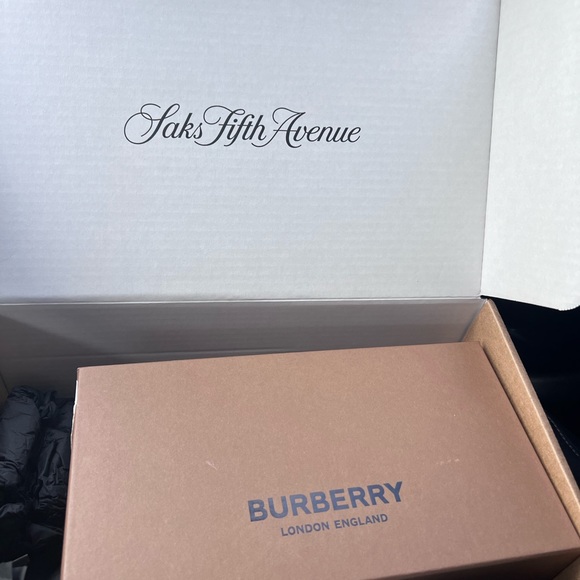 Saks Fifth Avenue
BURBERRY
LONDON ENGLAND